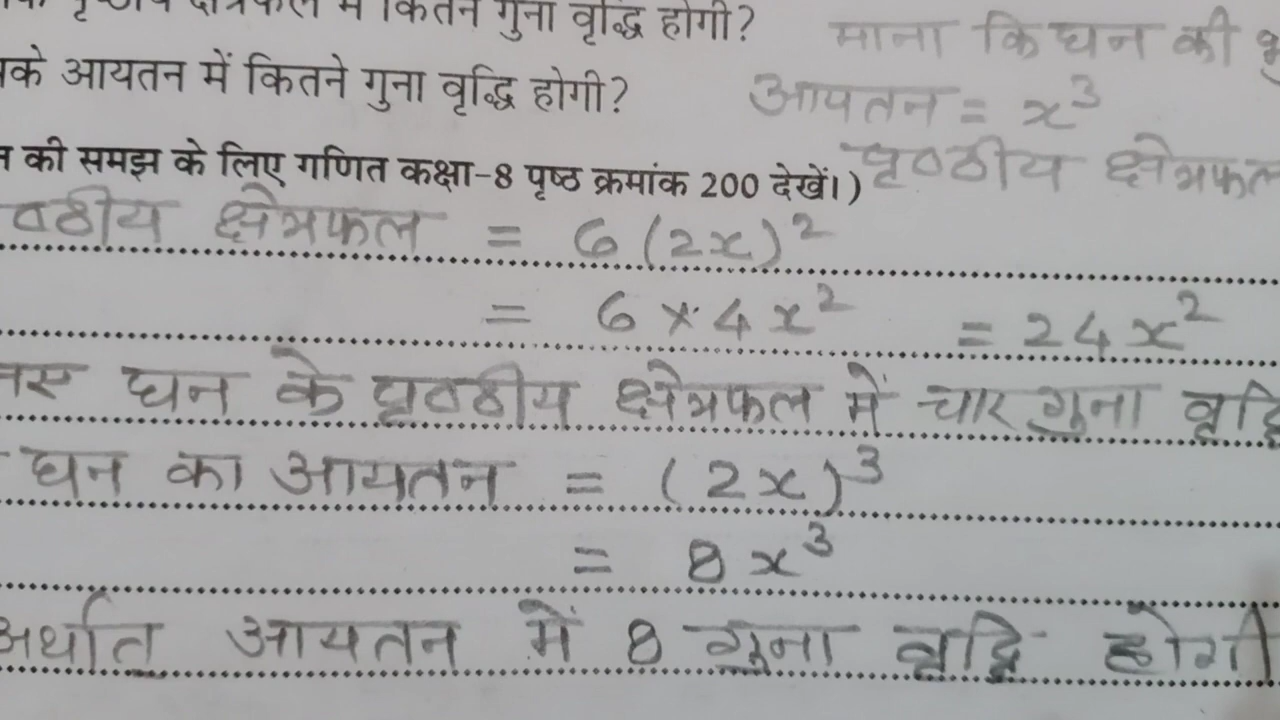 पृष्ठीय क्षेत्रफल में कितने गुना वृद्धि होगी?
माना कि घन की
के आयतन में कितने गुना वृद्धि होगी?
आयतन = x³
की समझ के लिए गणित कक्षा-8 पृष्ठ क्रमांक 200 देखें।)
पृष्ठीय क्षेत्रफल
ष्ठीय क्षेत्रफल = 6(2x)²
= 6 × 4x² = 24x²
नए घन के पृष्ठीय क्षेत्रफल में चार गुना वृद्धि
घन का आयतन = (2x)³
= 8x³
अर्थात आयतन में 8 गुना वृद्धि होगी